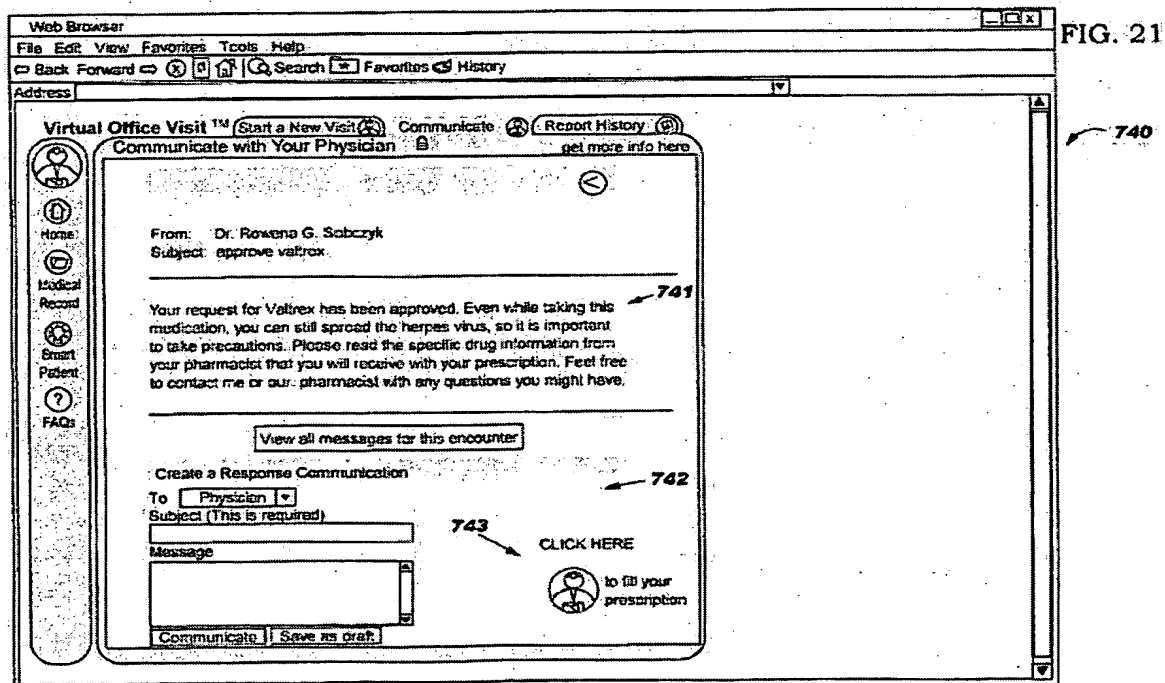 Web Browser
FIG. 21
File Edit View Favorites Tools Help
Back Forward Search Favorites History
Address
740
Virtual Office Visit ™ Start a New Visit Communicate Report History
Communicate with Your Physician get more info here
Home
Medical
Record
Smart
Patient
?
FAQs
From: Dr. Rowena G. Sobczyk
Subject: approve valtrex
741
Your request for Valtrex has been approved. Even while taking this
medication, you can still spread the herpes virus, so it is important
to take precautions. Please read the specific drug information from
your pharmacist that you will receive with your prescription. Feel free
to contact me or our pharmacist with any questions you might have.
View all messages for this encounter
Create a Response Communication
742
To Physician
Subject (This is required)
743
Message
CLICK HERE
to fill your
prescription
Communicate Save as draft